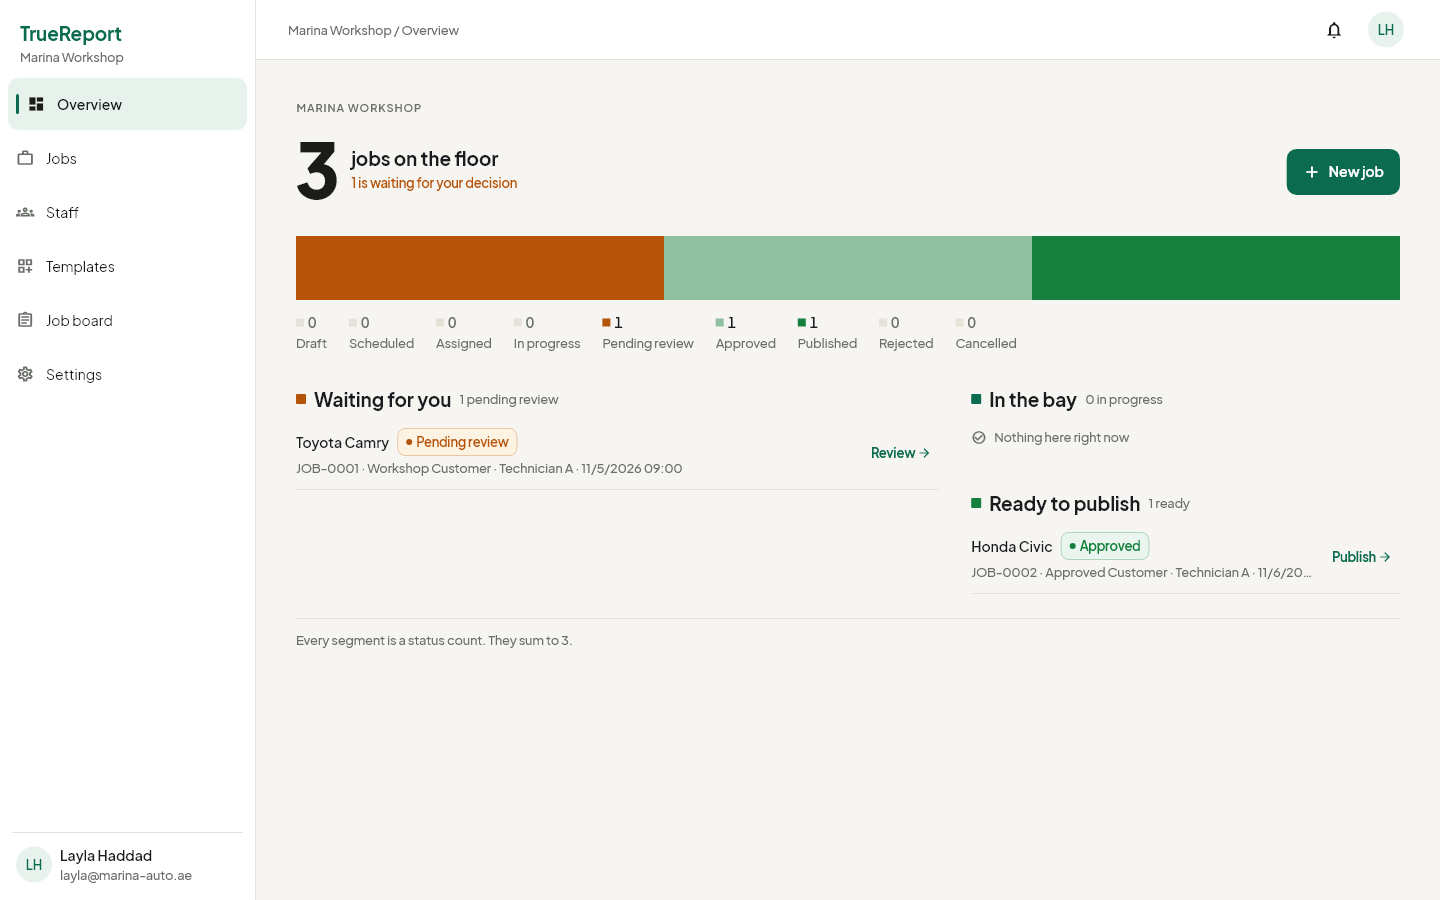 TrueReport
Marina Workshop
Overview
Jobs
Staff
Templates
Job board
Settings
LH
Layla Haddad
layla@marina-auto.ae
Marina Workshop / Overview
LH
MARINA WORKSHOP
3
jobs on the floor
1 is waiting for your decision
New job
0 0 0 0 1 1 1 0 0
Draft Scheduled Assigned In progress Pending review Approved Published Rejected Cancelled
Waiting for you 1 pending review
Toyota Camry Pending review
JOB-0001 · Workshop Customer · Technician A · 11/5/2026 09:00
Review →
In the bay 0 in progress
Nothing here right now
Ready to publish 1 ready
Honda Civic Approved
JOB-0002 · Approved Customer · Technician A · 11/6/20...
Publish →
Every segment is a status count. They sum to 3.